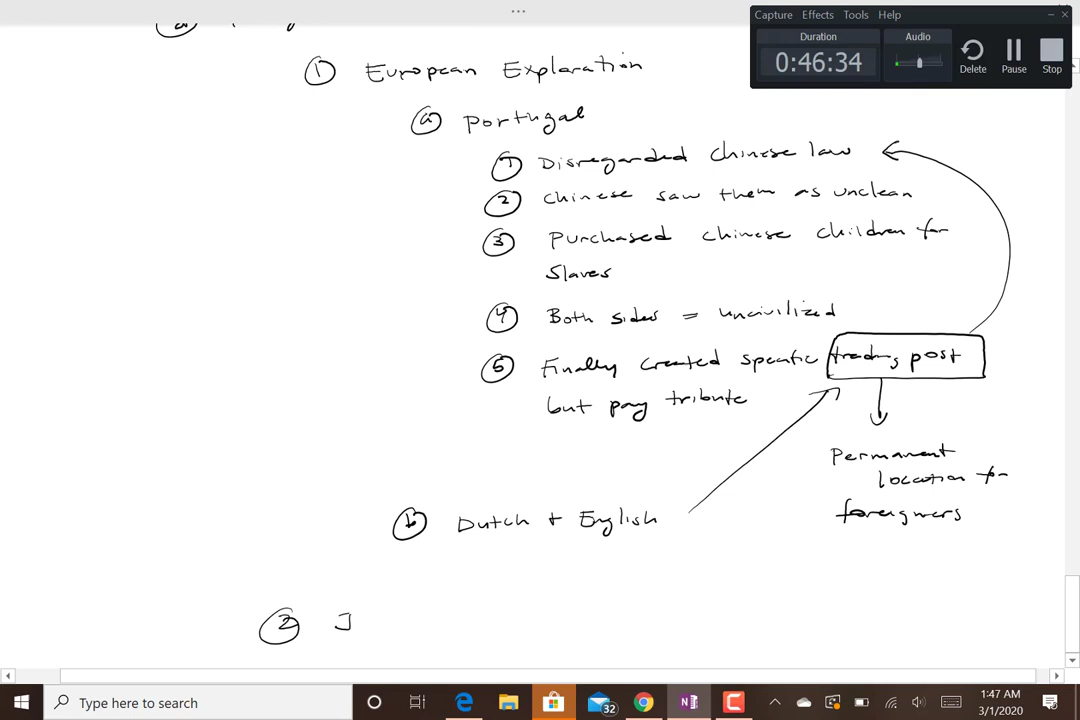 Capture Effects Tools Help
Duration
Audio
0:46:34
Delete
Pause
Stop
① European Exploration
ⓐ Portugal
① Disregarded Chinese law
② Chinese saw them as unclean
③ Purchased Chinese children for
Slaves
④ Both sides = uncivilized
⑤ Finally created specific trading post
but pay tribute
Permanent
location for
foreigners
ⓑ Dutch + English
②
Type here to search
32
1:47 AM
3/1/2020